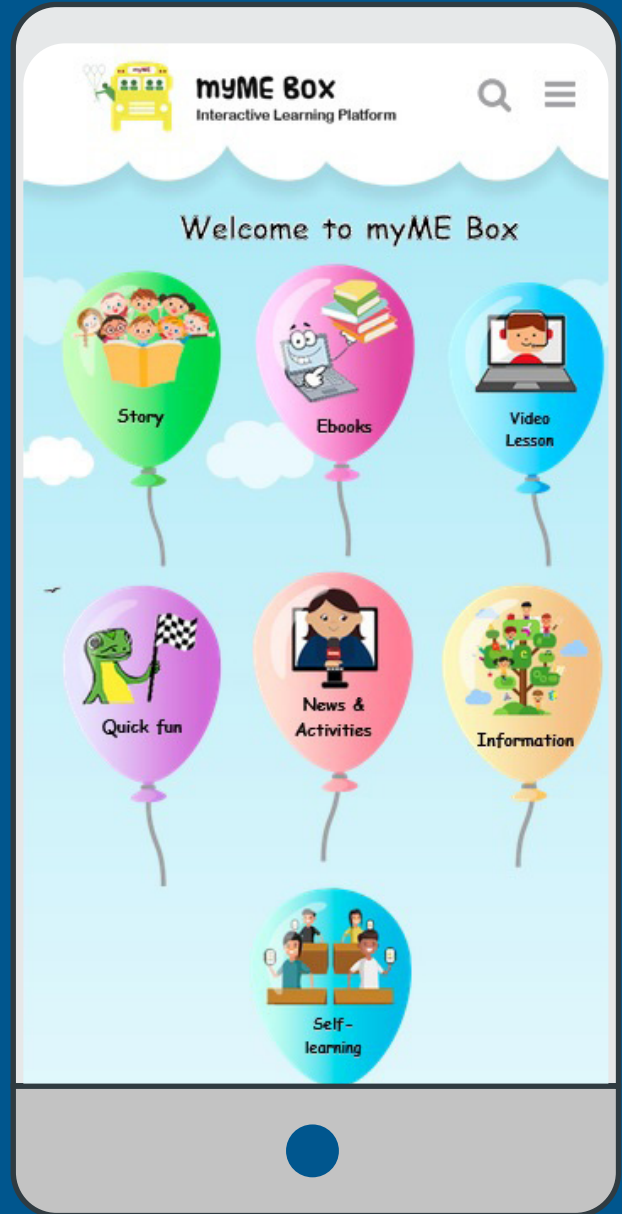 myME
myME BOX
Interactive Learning Platform
Welcome to myME Box
Story
Ebooks
Video
Lesson
Quick fun
News &
Activities
Information
Self-
learning